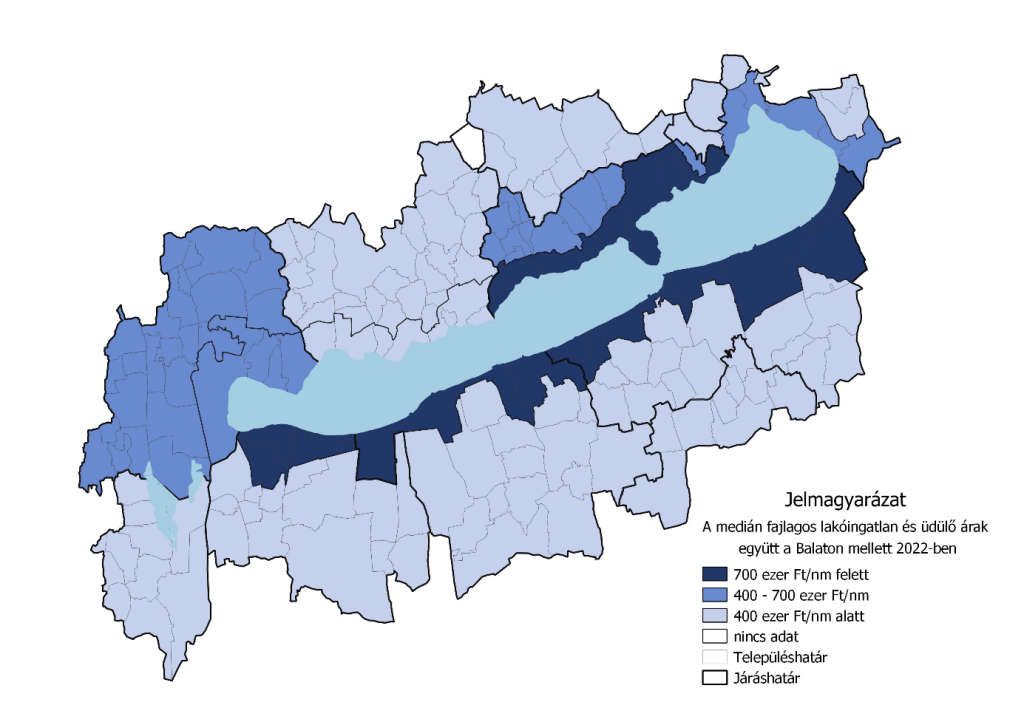 Jelmagyarázat
A medián fajlagos lakóingatlan és üdülő árak
együtt a Balaton mellett 2022-ben
700 ezer Ft/nm felett
400 - 700 ezer Ft/nm
400 ezer Ft/nm alatt
nincs adat
Településhatár
Járáshatár